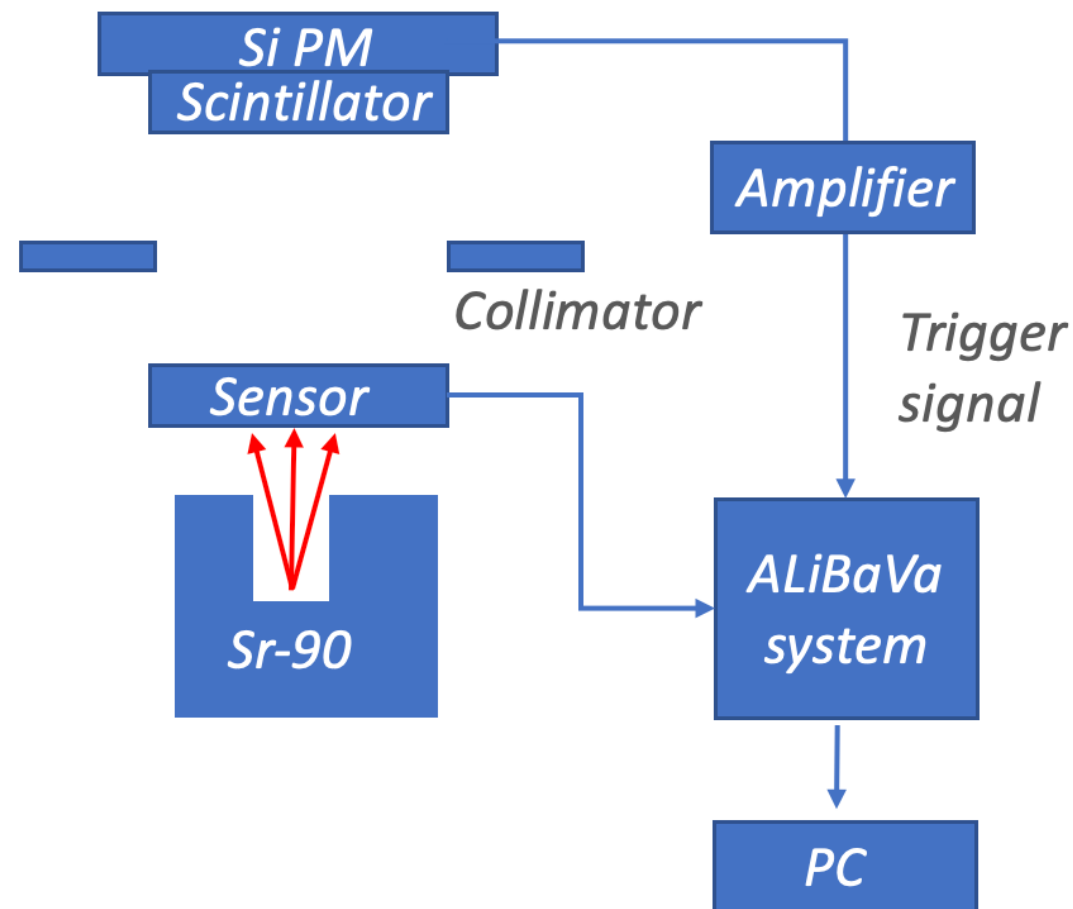 Si PM
Scintillator
Amplifier
Collimator
Trigger
signal
Sensor
ALiBaVa
system
Sr-90
PC